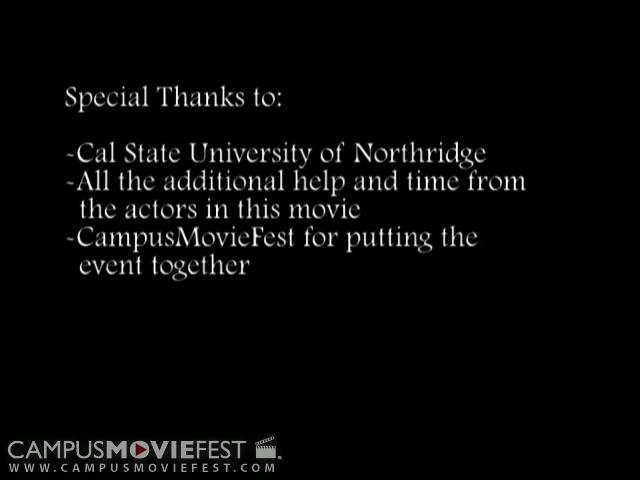 Special Thanks to:
-Cal State University of Northridge
-All the additional help and time from
the actors in this movie
-CampusMovieFest for putting the
event together
CAMPUSMOVIEFEST
WWW.CAMPUSMOVIEFEST.COM